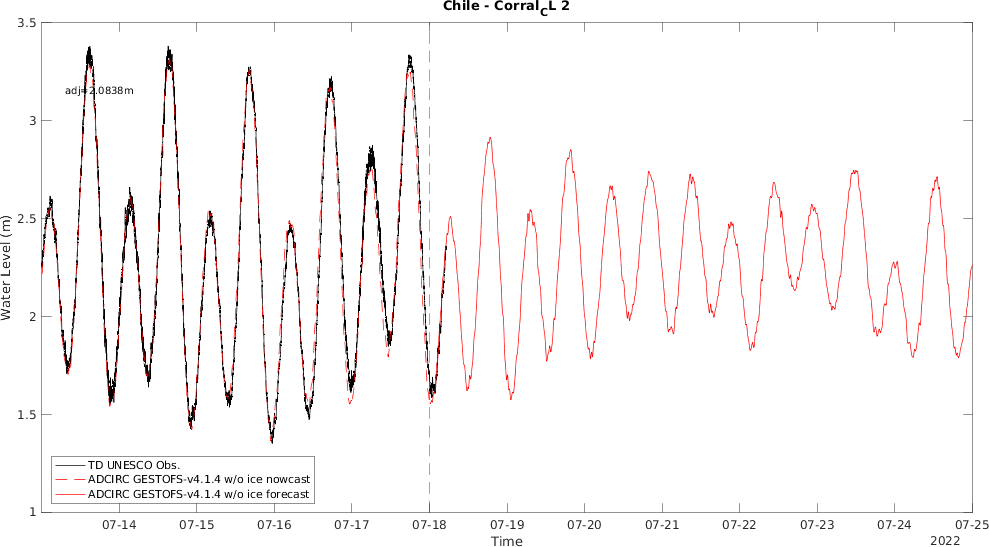 Chile - Corral_CL 2
3.5
adj=2.0838m
3
2.5
Water Level (m)
2
1.5
TD UNESCO Obs.
ADCIRC GESTOFS-v4.1.4 w/o ice nowcast
ADCIRC GESTOFS-v4.1.4 w/o ice forecast
1
07-14 07-15 07-16 07-17 07-18 07-19 07-20 07-21 07-22 07-23 07-24 07-25
Time
2022